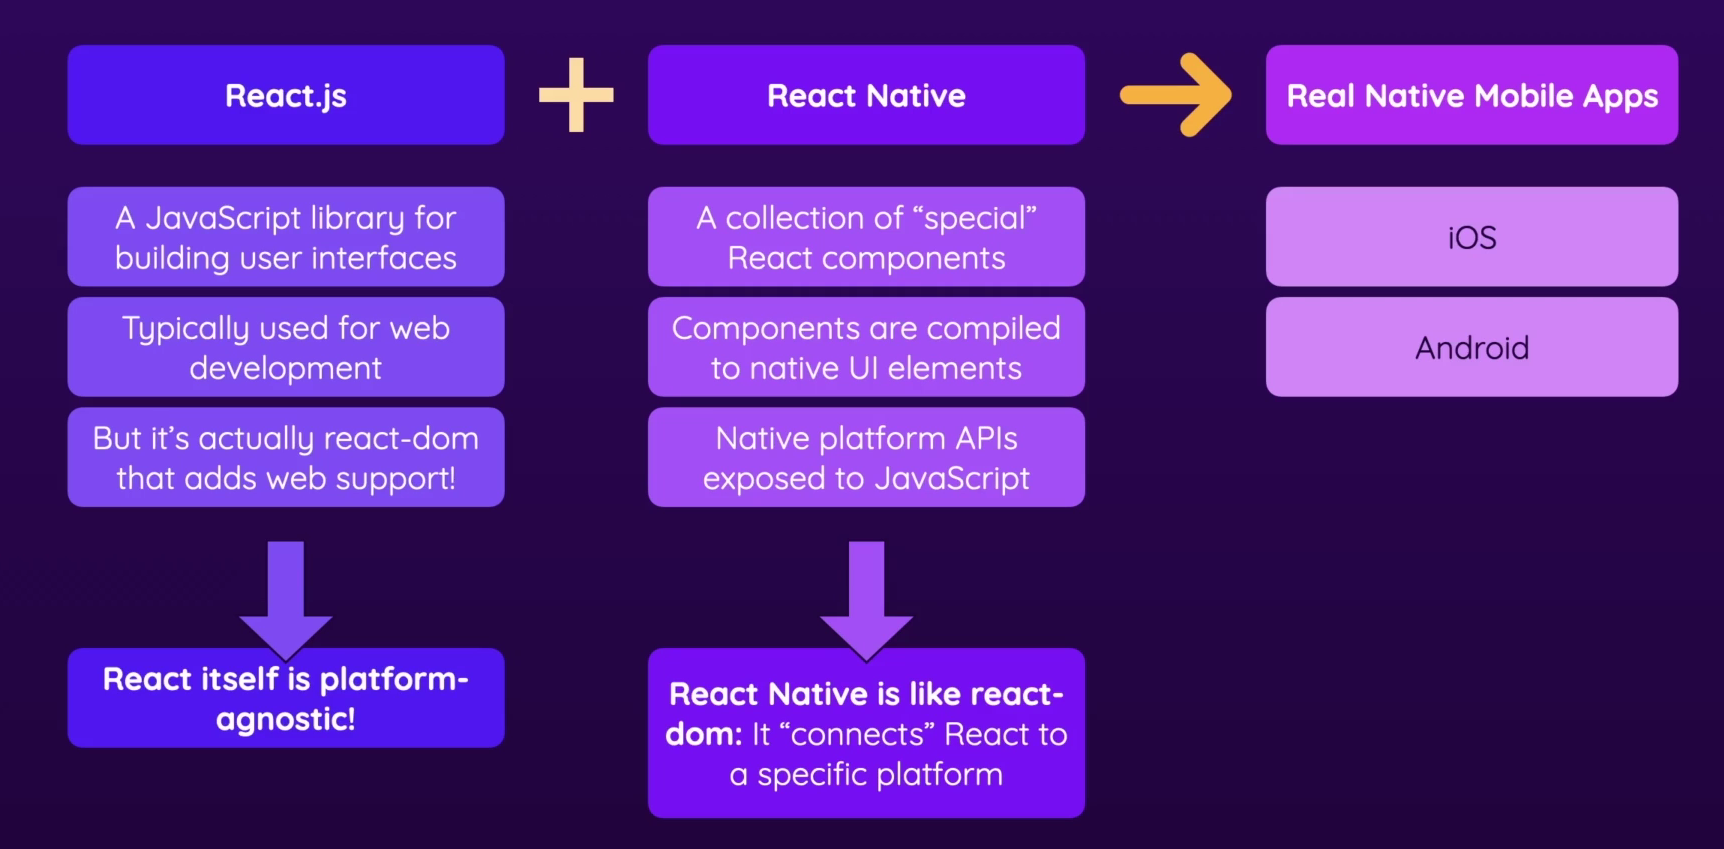 React.js
React Native
Real Native Mobile Apps
A JavaScript library for
building user interfaces
Typically used for web
development
But it’s actually react-dom
that adds web support!
React itself is platform-
agnostic!
A collection of “special”
React components
Components are compiled
to native UI elements
Native platform APIs
exposed to JavaScript
React Native is like react-
dom: It “connects” React to
a specific platform
iOS
Android